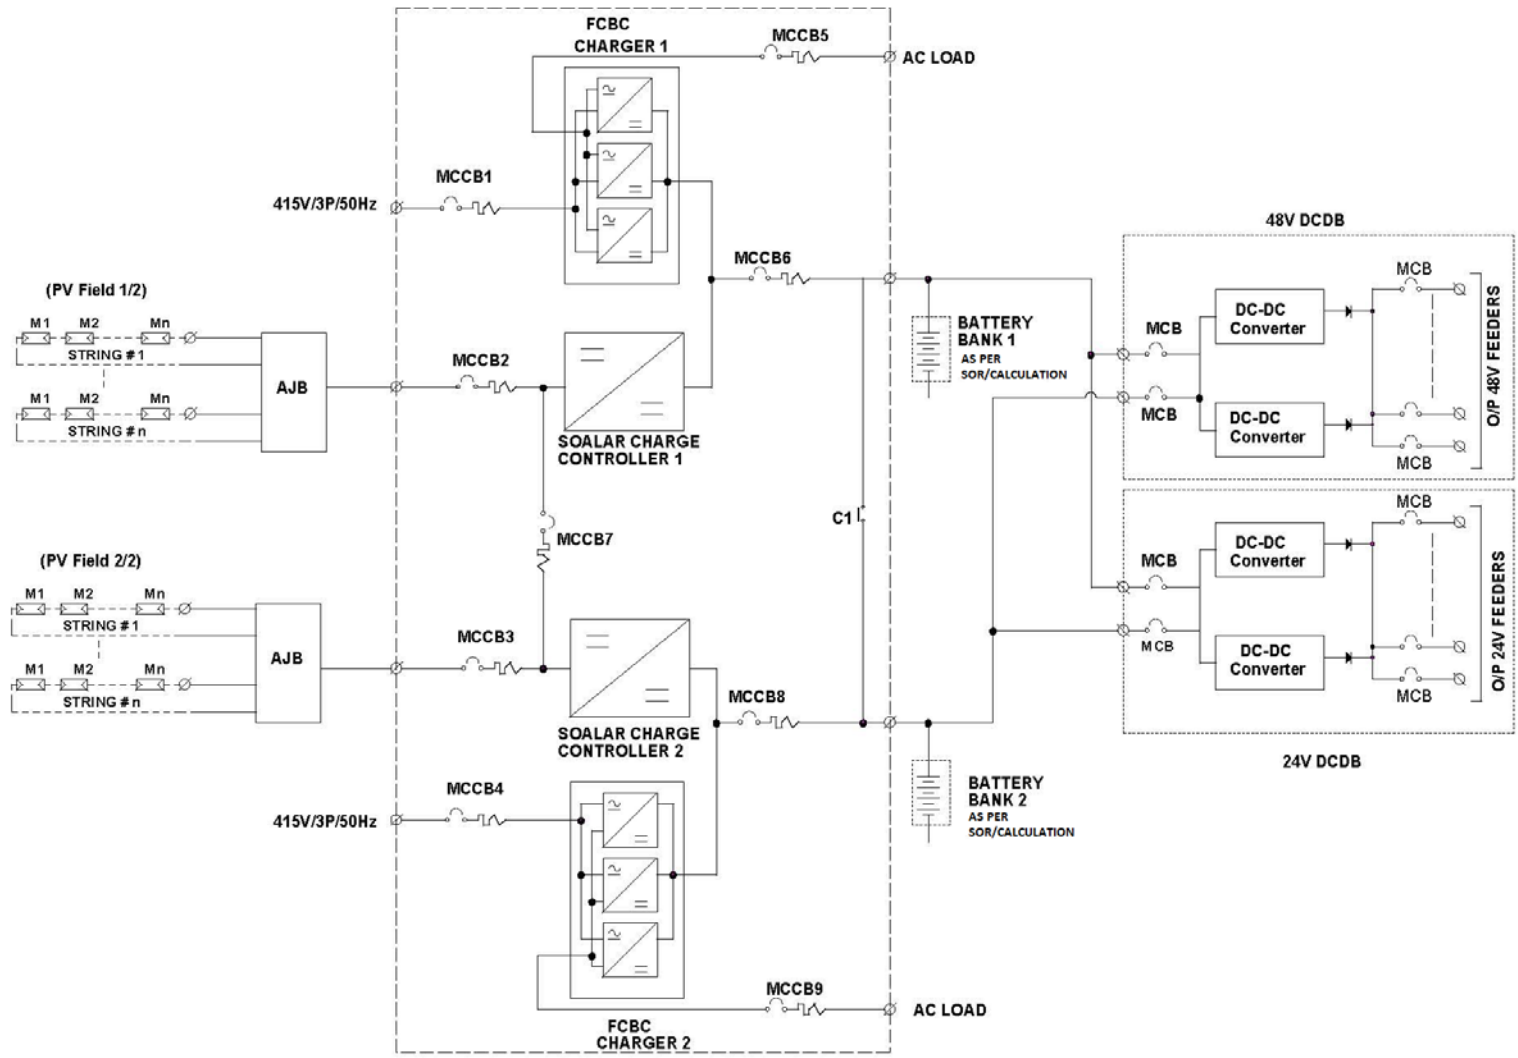 FCBC
CHARGER 1
MCCB5
AC LOAD
MCCB1
415V/3P/50Hz
MCCB6
48V DCDB
(PV Field 1/2)
M1 M2 Mn
STRING # 1
M1 M2 Mn
STRING # n
AJB
MCCB2
SOALAR CHARGE
CONTROLLER 1
BATTERY
BANK 1
AS PER
SOR/CALCULATION
MCB
MCB
DC-DC
Converter
DC-DC
Converter
MCB
MCB
O/P 48V FEEDERS
C1
MCCB7
(PV Field 2/2)
M1 M2 Mn
STRING # 1
M1 M2 Mn
STRING # n
AJB
MCCB3
SOALAR CHARGE
CONTROLLER 2
MCCB8
MCB
MCB
DC-DC
Converter
DC-DC
Converter
MCB
MCB
O/P 24V FEEDERS
24V DCDB
BATTERY
BANK 2
AS PER
SOR/CALCULATION
MCCB4
415V/3P/50Hz
MCCB9
AC LOAD
FCBC
CHARGER 2